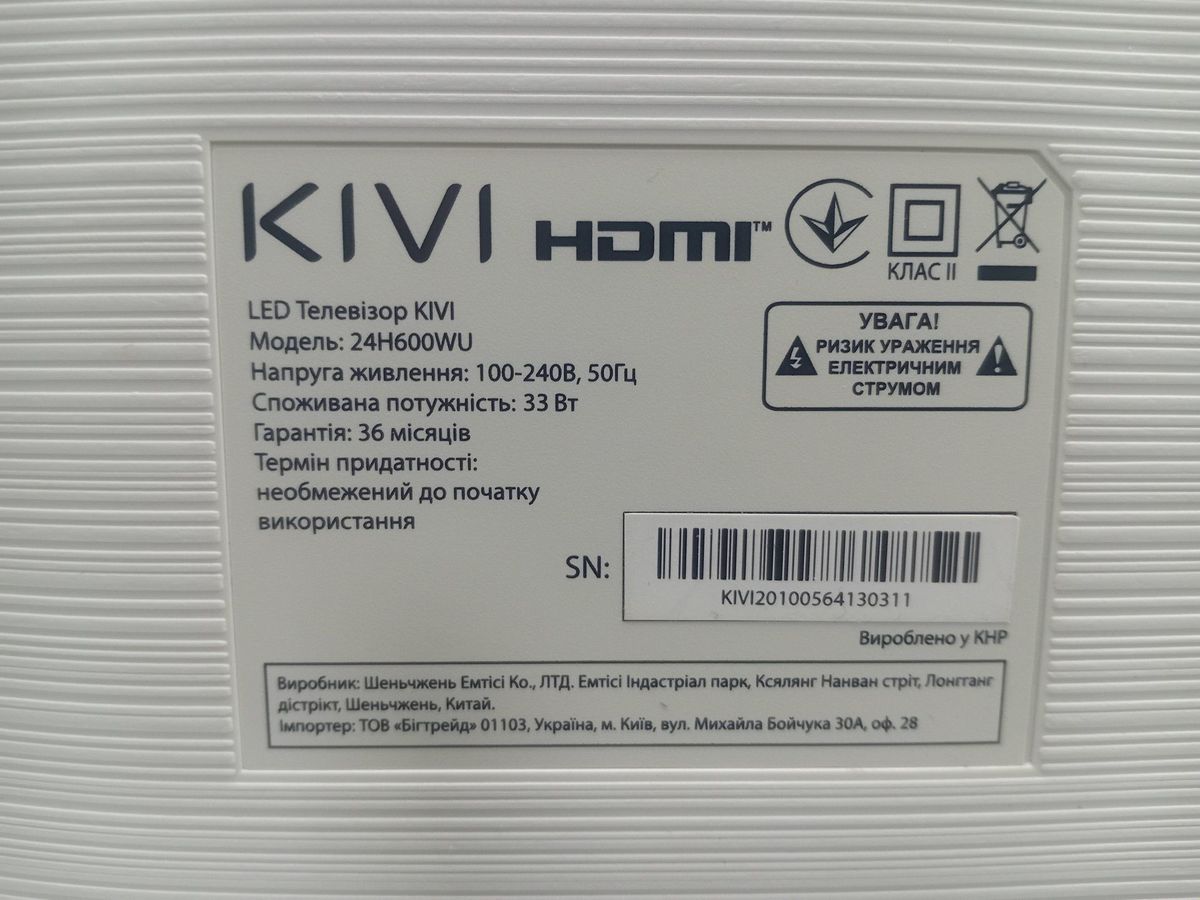 KIVI HDMI™
КЛАС II
LED Телевізор KIVI
Модель: 24H600WU
Напруга живлення: 100-240В, 50Гц
Споживана потужність: 33 Вт
Гарантія: 36 місяців
Термін придатності:
необмежений до початку
використання
УВАГА!
РИЗИК УРАЖЕННЯ
ЕЛЕКТРИЧНИМ
СТРУМОМ
SN:
KIVI20100564130311
Вироблено у КНР
Виробник: Шеньчжень Емтісі Ко., ЛТД. Емтісі Індастріал парк, Ксялянг Нанван стріт, Лонгганг
дістрікт, Шеньчжень, Китай.
Імпортер: ТОВ «Бігтрейд» 01103, Україна, м. Київ, вул. Михайла Бойчука 30А, оф. 28